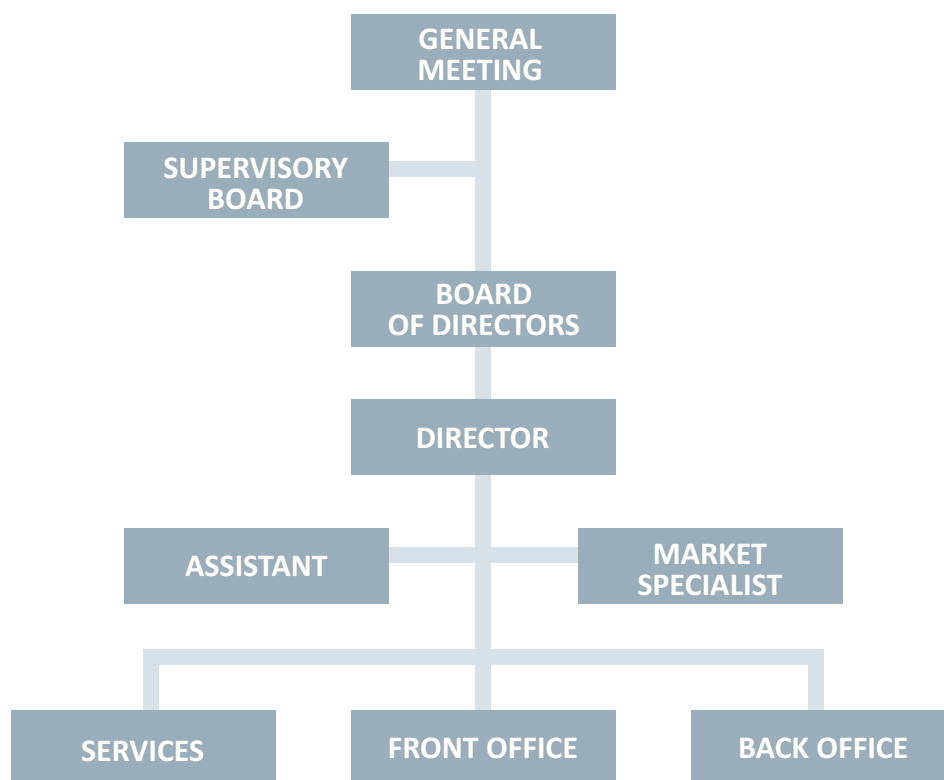 GENERAL
MEETING
SUPERVISORY
BOARD
BOARD
OF DIRECTORS
DIRECTOR
ASSISTANT
MARKET
SPECIALIST
SERVICES
FRONT OFFICE
BACK OFFICE